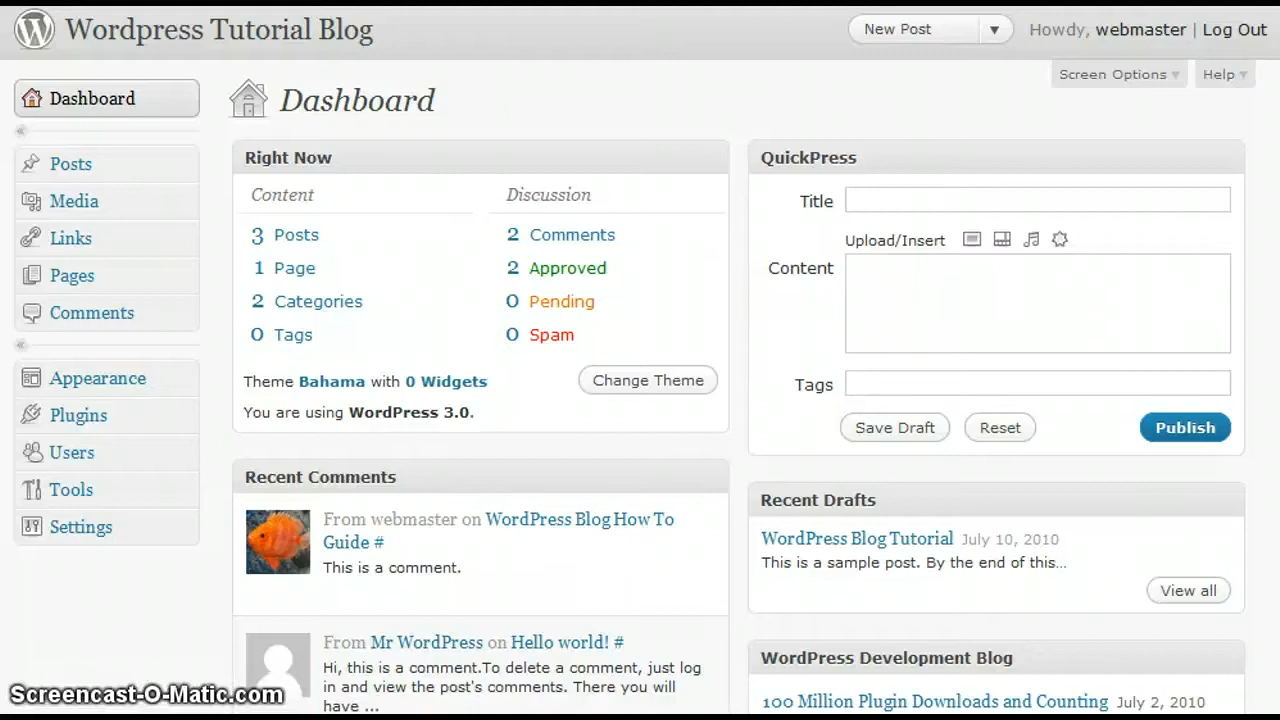 Wordpress Tutorial Blog
New Post
Howdy, webmaster | Log Out
Screen Options
Help
Dashboard
Posts
Media
Links
Pages
Comments
Appearance
Plugins
Users
Tools
Settings
Dashboard
Right Now
Content
Discussion
3 Posts
2 Comments
1 Page
2 Approved
2 Categories
0 Pending
0 Tags
0 Spam
Theme Bahama with 0 Widgets
Change Theme
You are using WordPress 3.0.
Recent Comments
From webmaster on WordPress Blog How To
Guide #
This is a comment.
From Mr WordPress on Hello world! #
Hi, this is a comment.To delete a comment, just log
in and view the post's comments. There you will
have ...
QuickPress
Title
Upload/Insert
Content
Tags
Save Draft
Reset
Publish
Recent Drafts
WordPress Blog Tutorial July 10, 2010
This is a sample post. By the end of this...
View all
WordPress Development Blog
100 Million Plugin Downloads and Counting July 2, 2010
Screencast-O-Matic.com